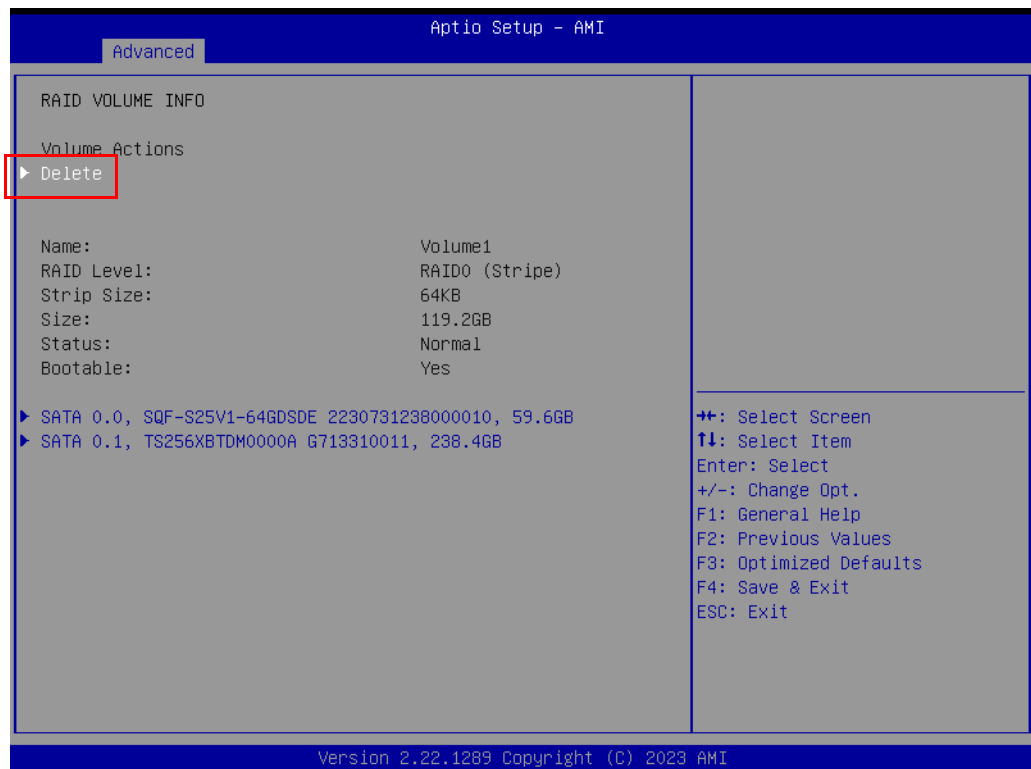 Aptio Setup – AMI
Advanced
RAID VOLUME INFO
Volume Actions
▶ Delete
Name: Volume1
RAID Level: RAID0 (Stripe)
Strip Size: 64KB
Size: 119.2GB
Status: Normal
Bootable: Yes
▶ SATA 0.0, SQF-S25V1-64GDSDE 2230731238000010, 59.6GB
▶ SATA 0.1, TS256XBTDM0000A G713310011, 238.4GB
→←: Select Screen
↑↓: Select Item
Enter: Select
+/-: Change Opt.
F1: General Help
F2: Previous Values
F3: Optimized Defaults
F4: Save & Exit
ESC: Exit
Version 2.22.1289 Copyright (C) 2023 AMI